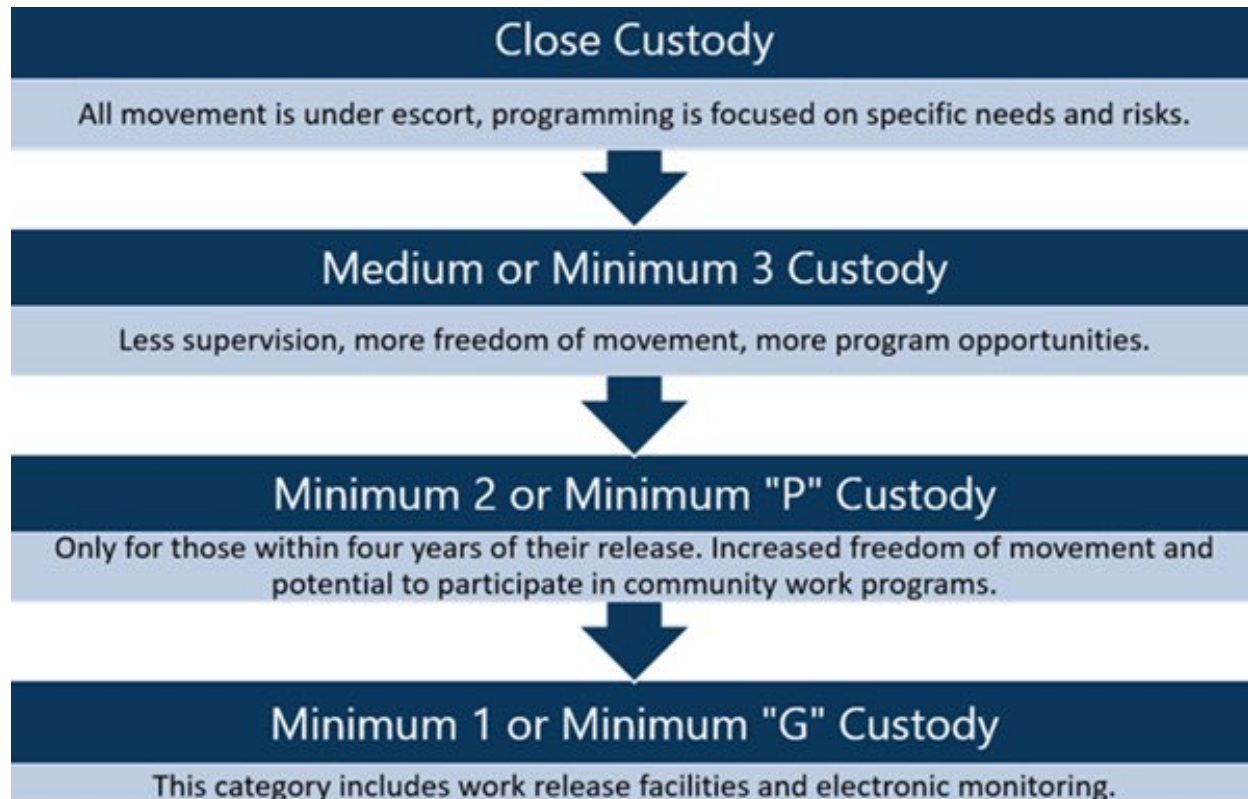 Close Custody
All movement is under escort, programming is focused on specific needs and risks.
Medium or Minimum 3 Custody
Less supervision, more freedom of movement, more program opportunities.
Minimum 2 or Minimum "P" Custody
Only for those within four years of their release. Increased freedom of movement and
potential to participate in community work programs.
Minimum 1 or Minimum "G" Custody
This category includes work release facilities and electronic monitoring.